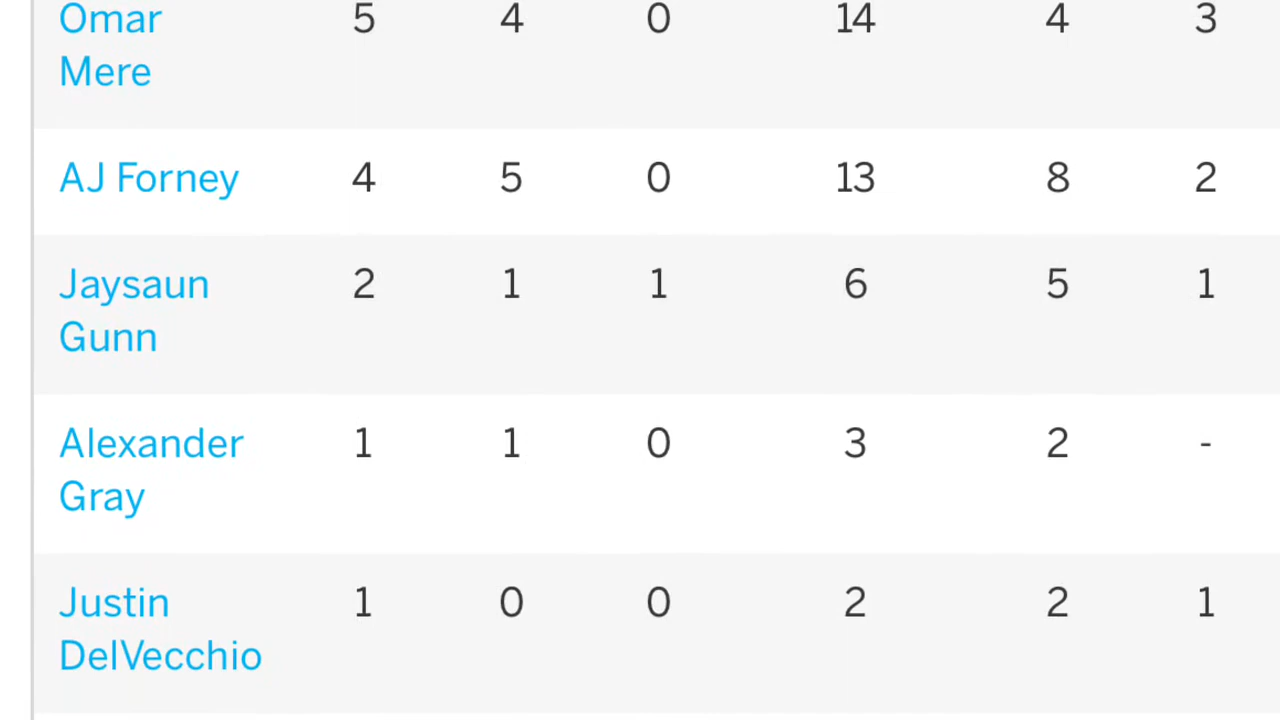 Omar 5 4 0 14 4 3
Mere
AJ Forney 4 5 0 13 8 2
Jaysaun 2 1 1 6 5 1
Gunn
Alexander 1 1 0 3 2 -
Gray
Justin 1 0 0 2 2 1
DelVecchio